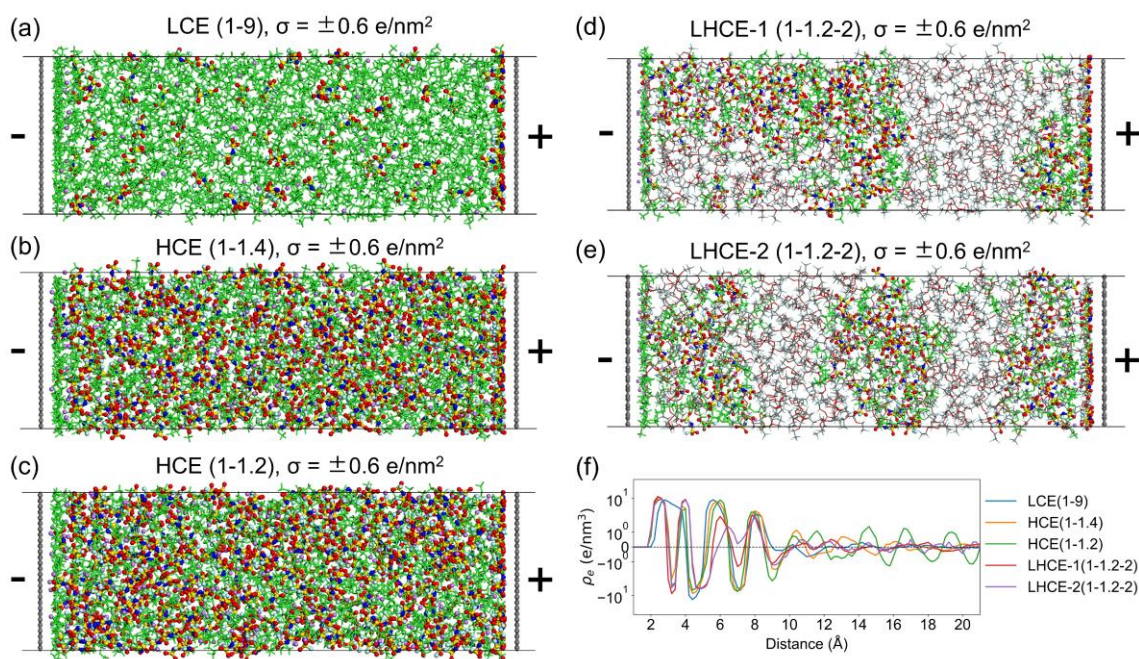 (a)
LCE (1-9), σ = ±0.6 e/nm²
-
+
(b)
HCE (1-1.4), σ = ±0.6 e/nm²
-
+
(c)
HCE (1-1.2), σ = ±0.6 e/nm²
-
+
(d)
LHCE-1 (1-1.2-2), σ = ±0.6 e/nm²
-
+
(e)
LHCE-2 (1-1.2-2), σ = ±0.6 e/nm²
-
+
(f)
ρₑ (e/nm³)
10¹
10⁰
0
-10⁰
-10¹
2 4 6 8 10 12 14 16 18 20
Distance (Å)
LCE(1-9)
HCE(1-1.4)
HCE(1-1.2)
LHCE-1(1-1.2-2)
LHCE-2(1-1.2-2)